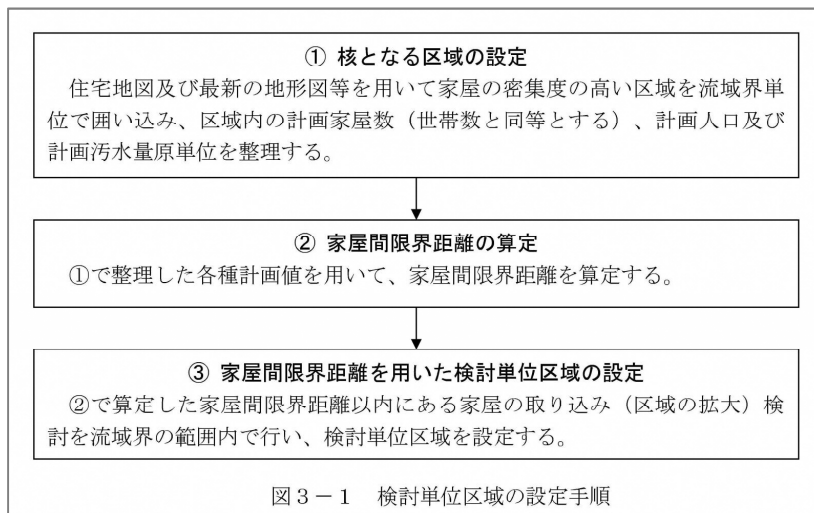 ① 核となる区域の設定
住宅地図及び最新の地形図等を用いて家屋の密集度の高い区域を流域界単
位で囲い込み、区域内の計画家屋数（世帯数と同等とする）、計画人口及び
計画汚水量原単位を整理する。
② 家屋間限界距離の算定
①で整理した各種計画値を用いて、家屋間限界距離を算定する。
③ 家屋間限界距離を用いた検討単位区域の設定
②で算定した家屋間限界距離以内にある家屋の取り込み（区域の拡大）検
討を流域界の範囲内で行い、検討単位区域を設定する。
図３－１ 検討単位区域の設定手順